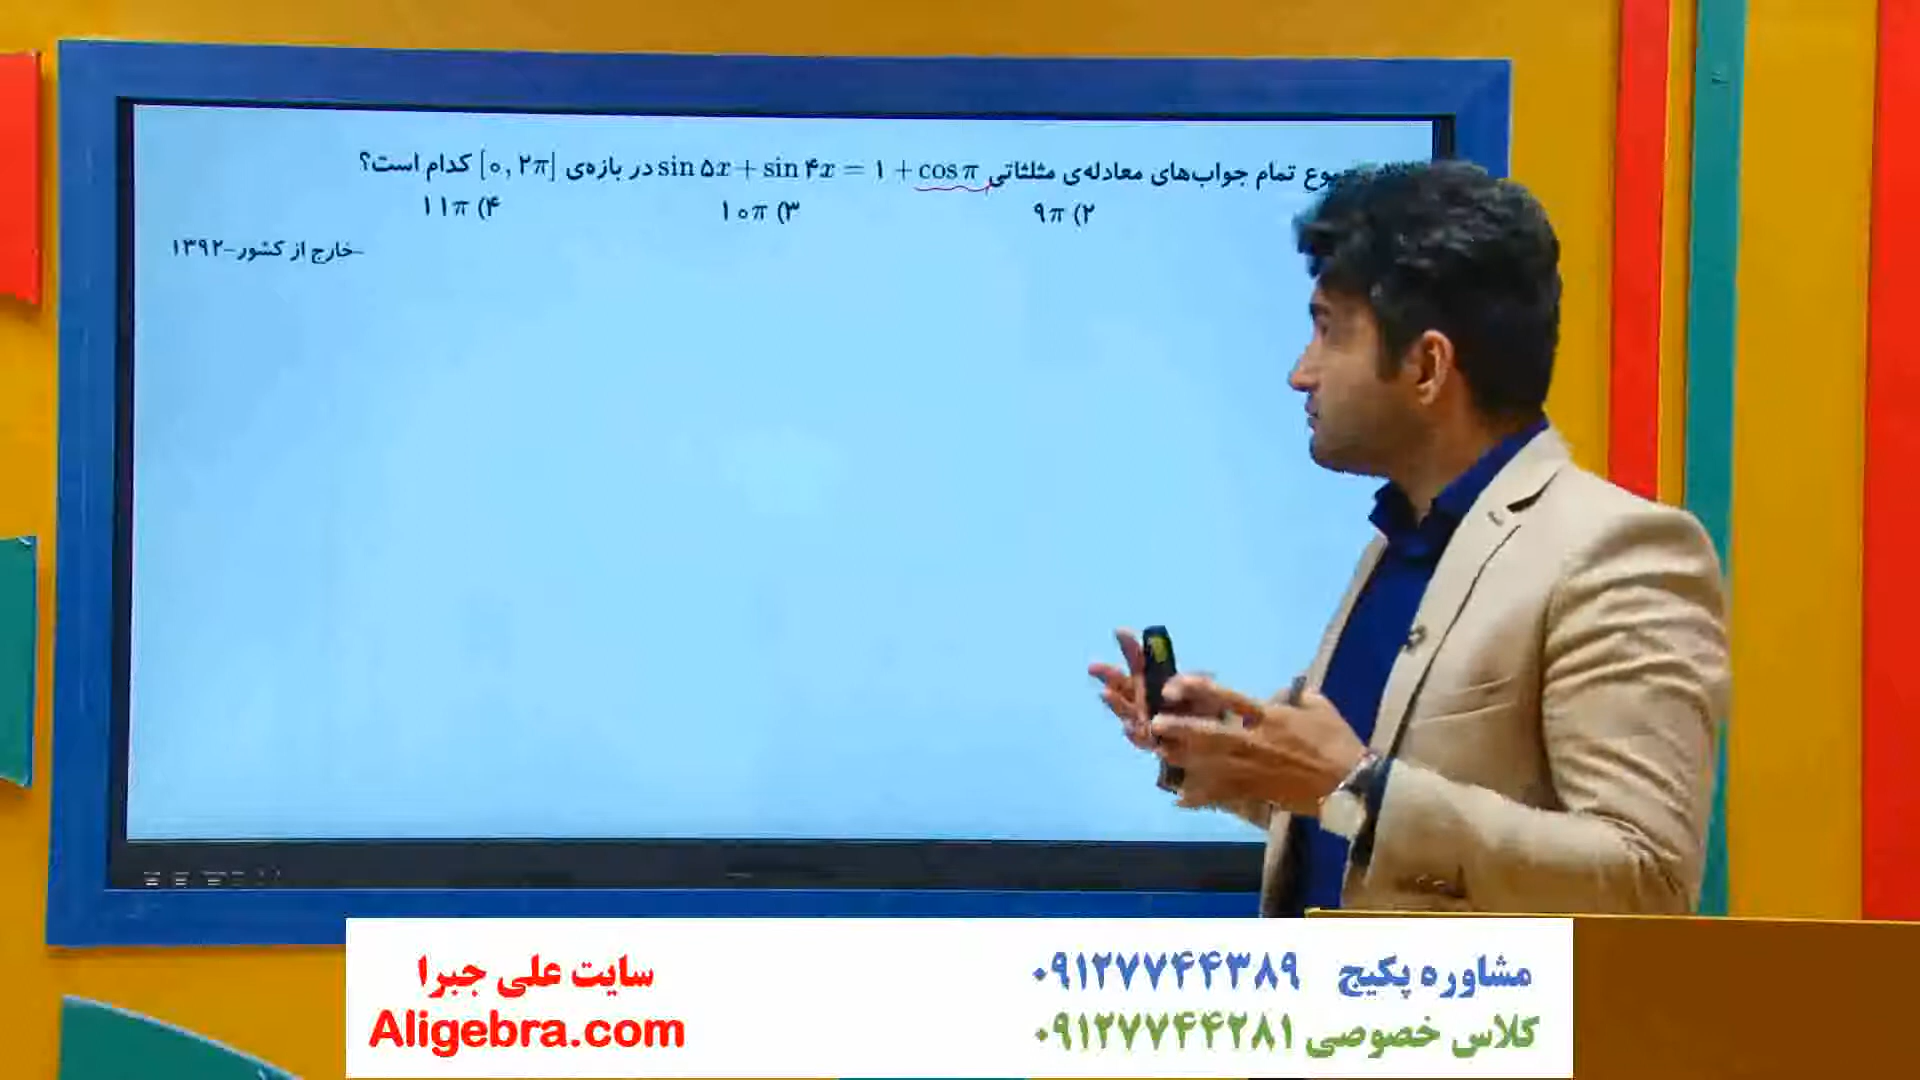 تمام جواب‌های معادله‌ی مثلثاتی sin ۵x + sin ۴x = ۱ + cos π در بازه‌ی [۰, ۲π] کدام است؟
۲) ۹π ۳) ۱۰π ۴) ۱۱π
-خارج از کشور-۱۳۹۲
مشاوره پکیج ۰۹۱۲۷۷۴۴۳۸۹
کلاس خصوصی ۰۹۱۲۷۷۴۴۲۸۱
سایت علی جبرا
Aligebra.com